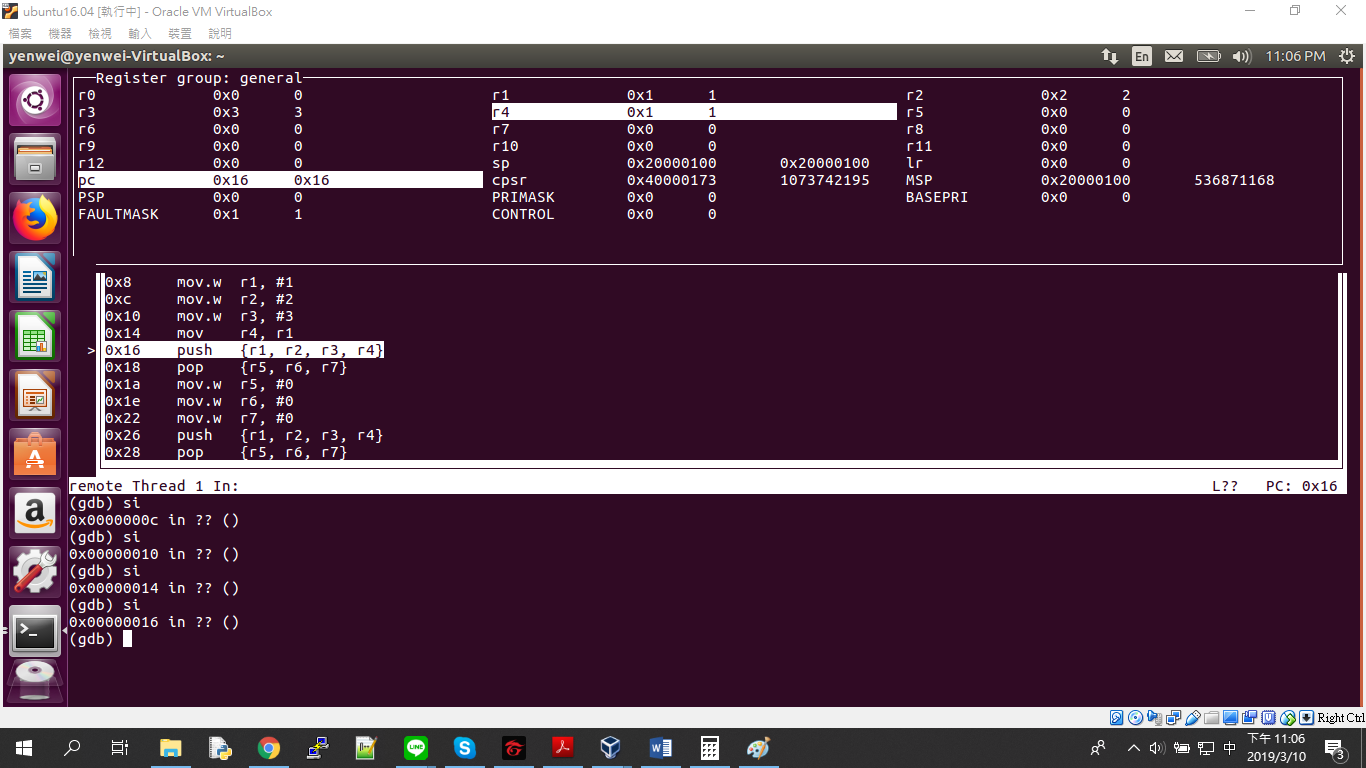 ubuntu16.04 [執行中] - Oracle VM VirtualBox
檔案 機器 檢視 輸入 裝置 說明
yenwei@yenwei-VirtualBox: ~ En 11:06 PM
Register group: general
r0 0x0 0 r1 0x1 1 r2 0x2 2
r3 0x3 3 r4 0x1 1 r5 0x0 0
r6 0x0 0 r7 0x0 0 r8 0x0 0
r9 0x0 0 r10 0x0 0 r11 0x0 0
r12 0x0 0 sp 0x20000100 0x20000100 lr 0x0 0
pc 0x16 0x16 cpsr 0x40000173 1073742195 MSP 0x20000100 536871168
PSP 0x0 0 PRIMASK 0x0 0 BASEPRI 0x0 0
FAULTMASK 0x1 1 CONTROL 0x0 0
0x8 mov.w r1, #1
0xc mov.w r2, #2
0x10 mov.w r3, #3
0x14 mov r4, r1
> 0x16 push {r1, r2, r3, r4}
0x18 pop {r5, r6, r7}
0x1a mov.w r5, #0
0x1e mov.w r6, #0
0x22 mov.w r7, #0
0x26 push {r1, r2, r3, r4}
0x28 pop {r5, r6, r7}
remote Thread 1 In: L?? PC: 0x16
(gdb) si
0x0000000c in ?? ()
(gdb) si
0x00000010 in ?? ()
(gdb) si
0x00000014 in ?? ()
(gdb) si
0x00000016 in ?? ()
(gdb)
Right Ctrl
中 下午 11:06
2019/3/10
3